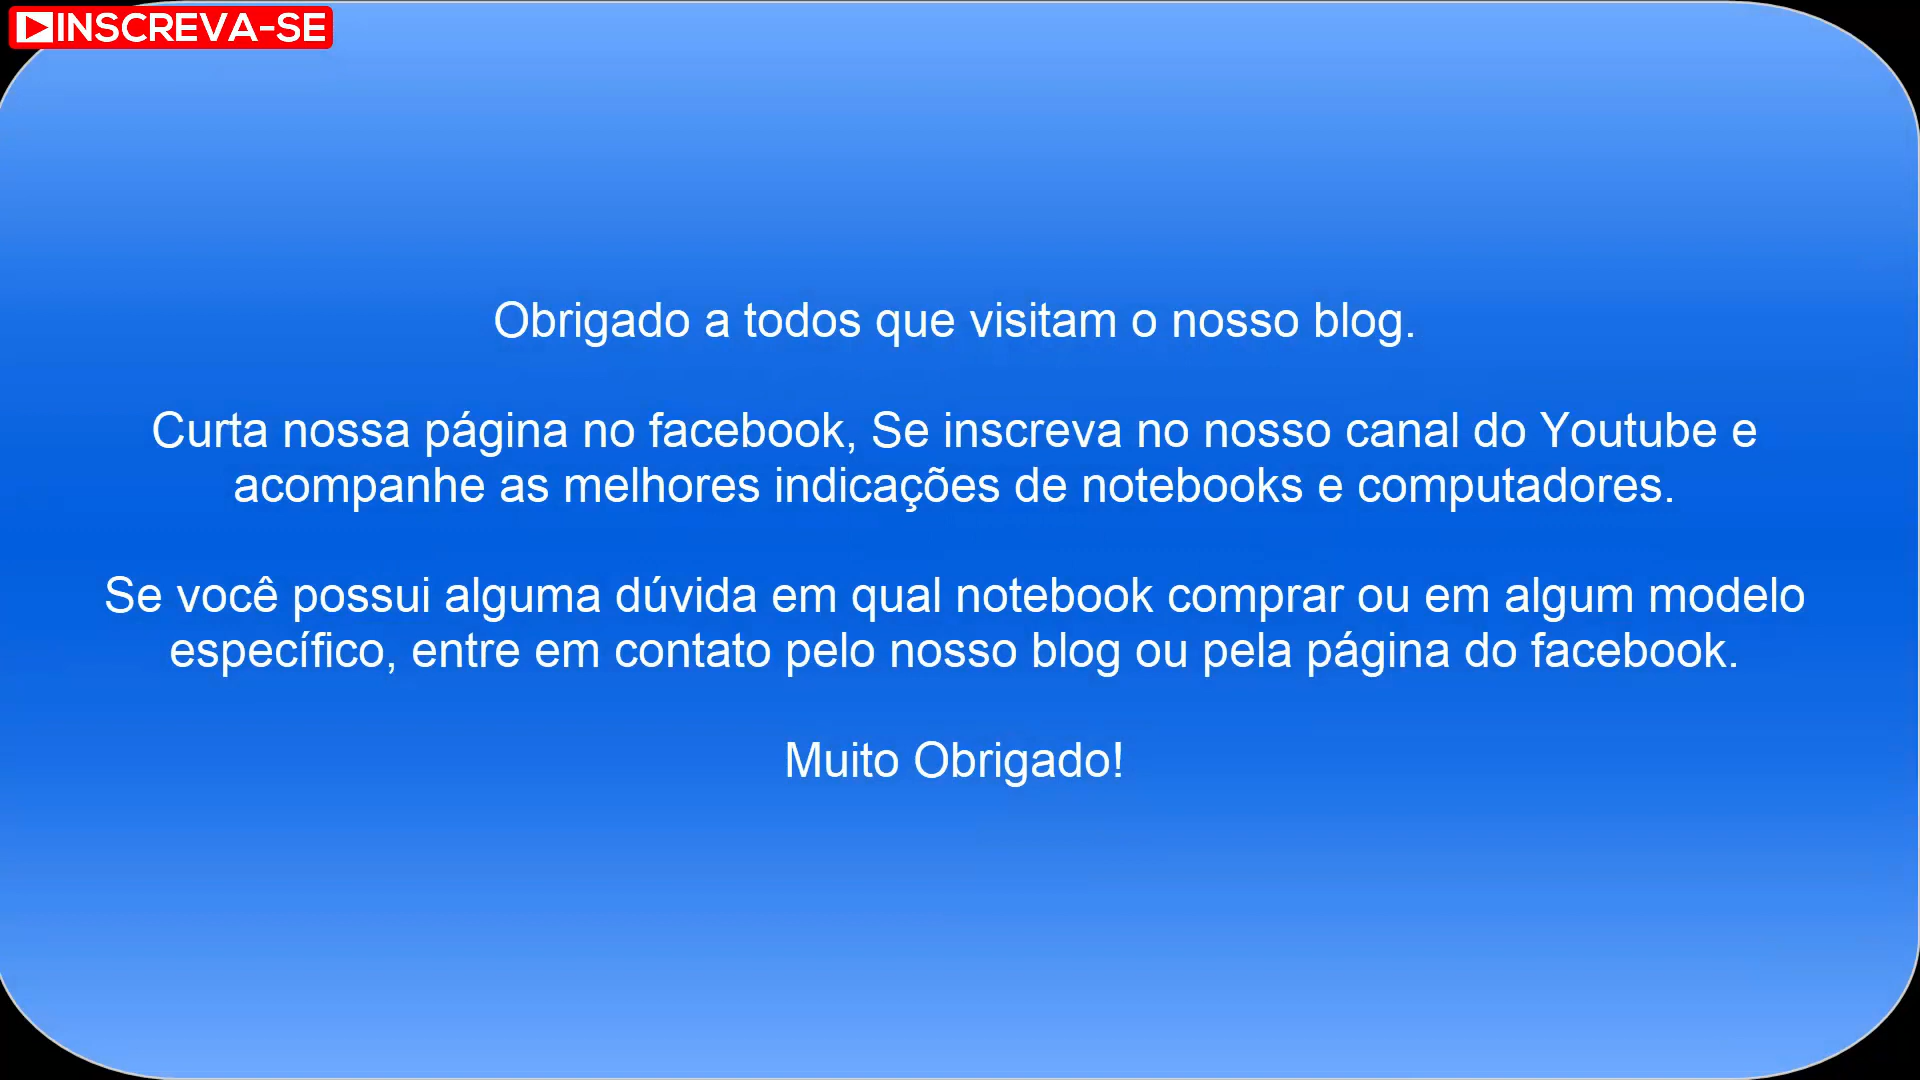 INSCREVA-SE
Obrigado a todos que visitam o nosso blog.
Curta nossa página no facebook, Se inscreva no nosso canal do Youtube e
acompanhe as melhores indicações de notebooks e computadores.
Se você possui alguma dúvida em qual notebook comprar ou em algum modelo
específico, entre em contato pelo nosso blog ou pela página do facebook.
Muito Obrigado!